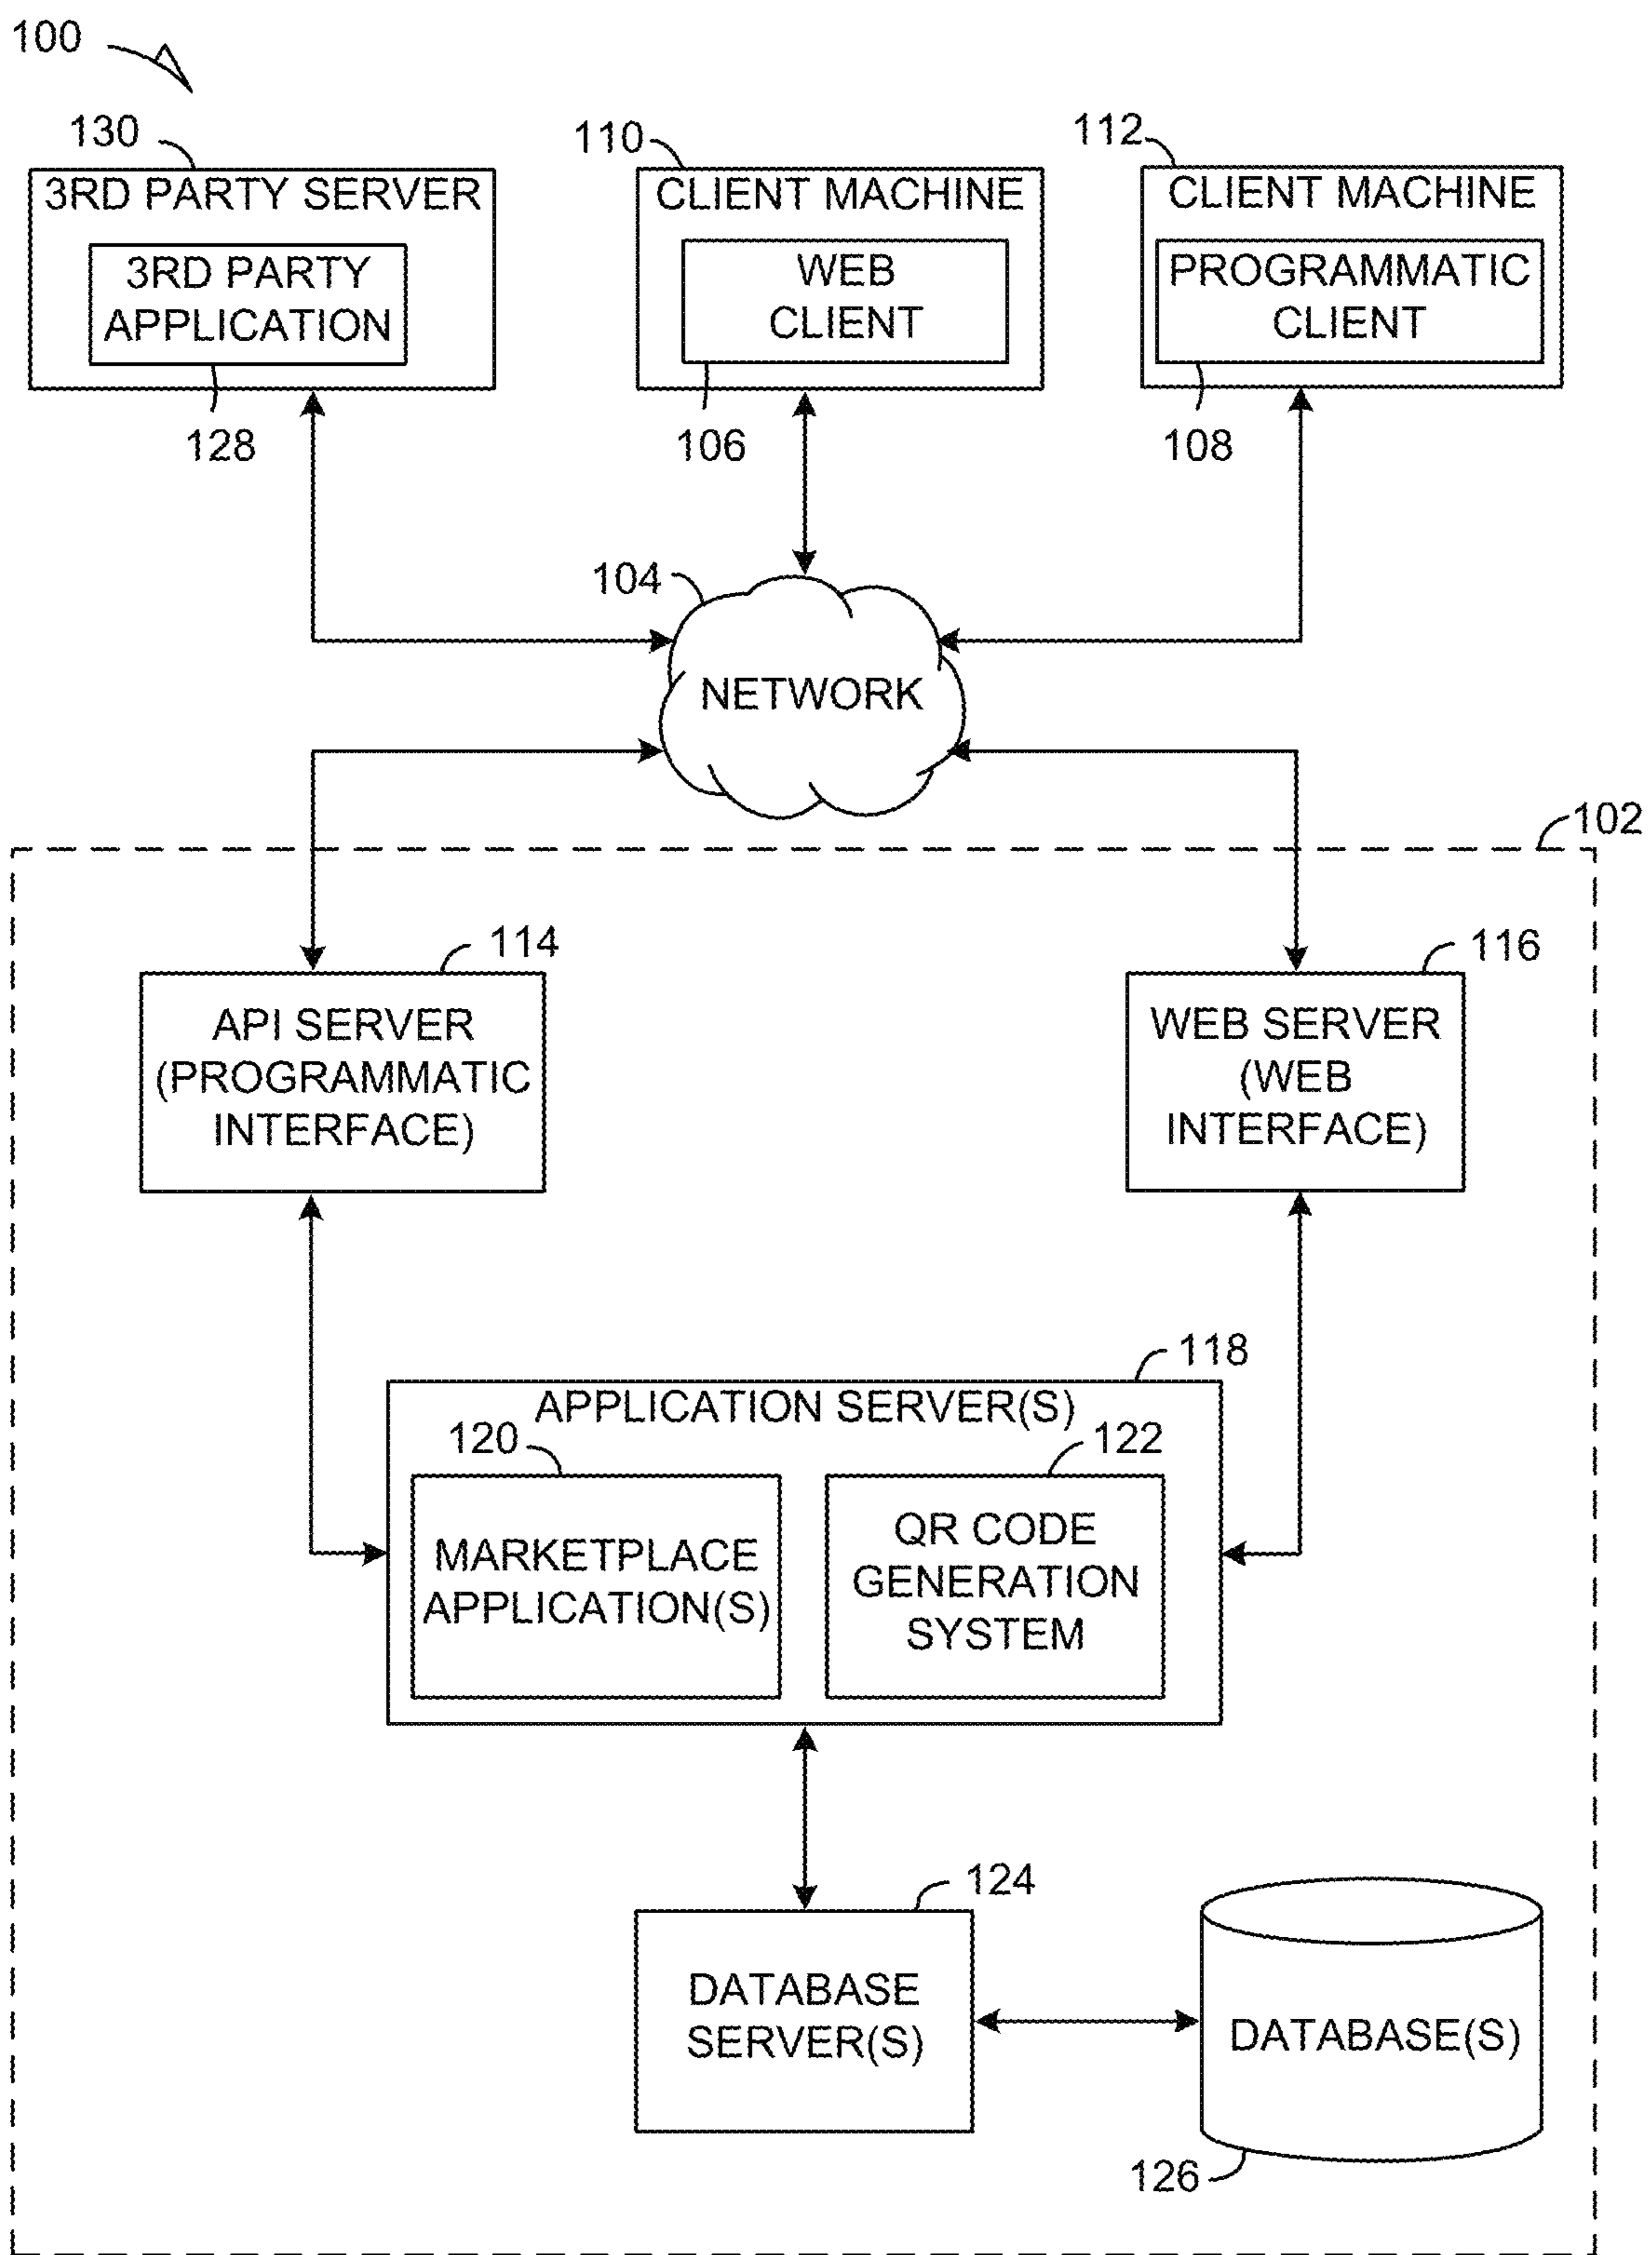 100
130
110
112
3RD PARTY SERVER
CLIENT MACHINE
CLIENT MACHINE
3RD PARTY
APPLICATION
WEB
CLIENT
PROGRAMMATIC
CLIENT
128
106
108
104
NETWORK
102
114
116
API SERVER
(PROGRAMMATIC
INTERFACE)
WEB SERVER
(WEB
INTERFACE)
118
APPLICATION SERVER(S)
120
122
MARKETPLACE
APPLICATION(S)
QR CODE
GENERATION
SYSTEM
124
DATABASE
SERVER(S)
DATABASE(S)
126